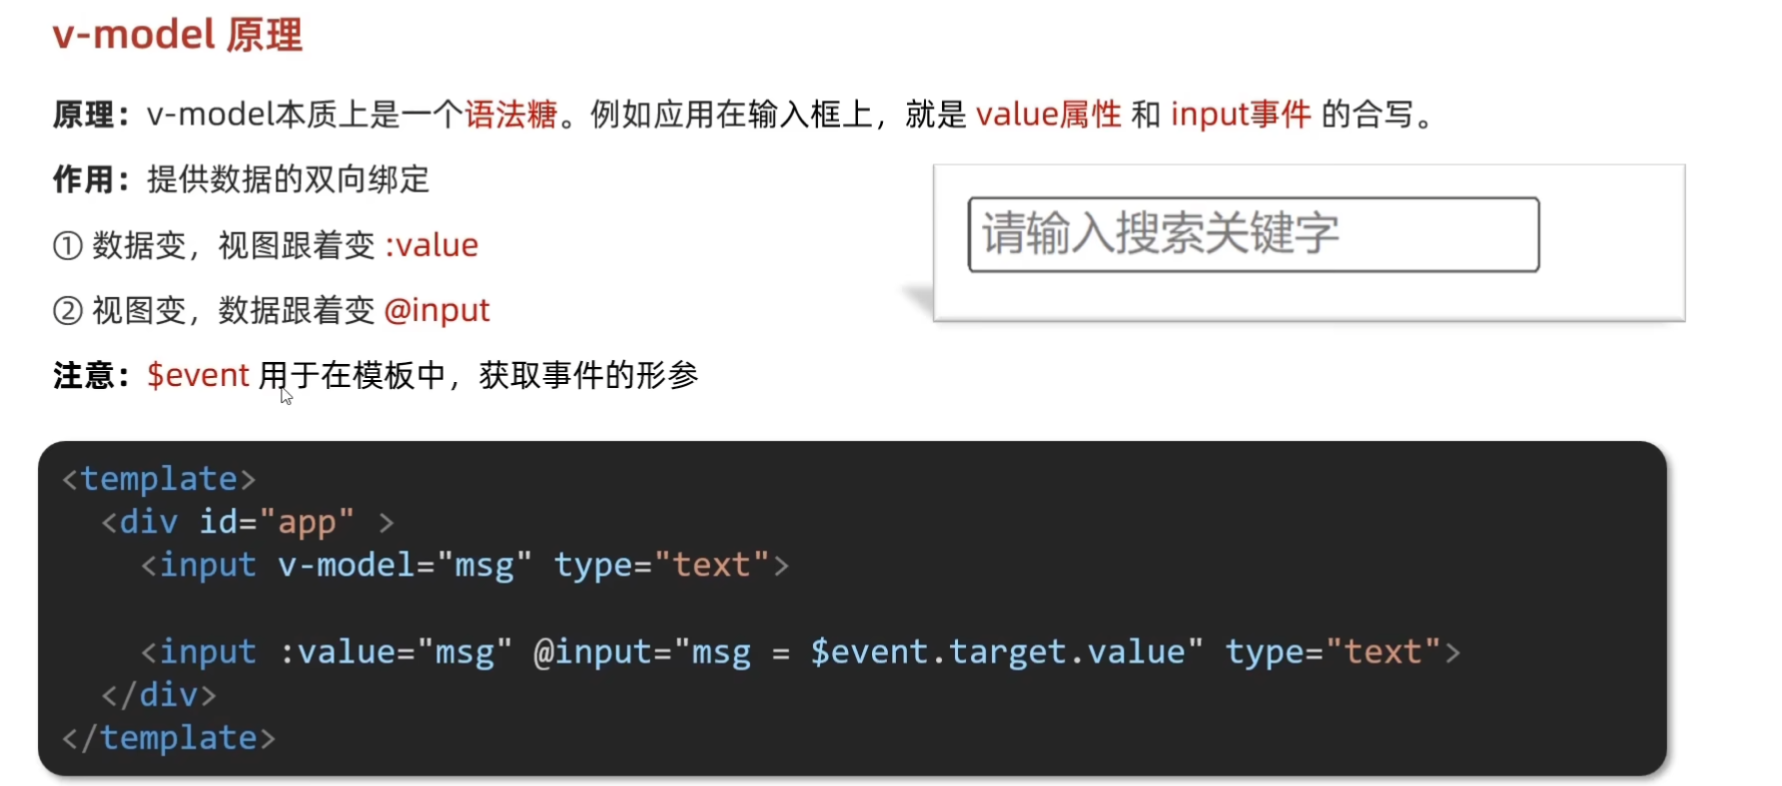 v-model 原理
原理：v-model本质上是一个语法糖。例如应用在输入框上，就是 value属性 和 input事件 的合写。
作用：提供数据的双向绑定
① 数据变，视图跟着变 :value
② 视图变，数据跟着变 @input
请输入搜索关键字
注意：$event 用于在模板中，获取事件的形参
<template>
  <div id="app" >
    <input v-model="msg" type="text">
    <input :value="msg" @input="msg = $event.target.value" type="text">
  </div>
</template>